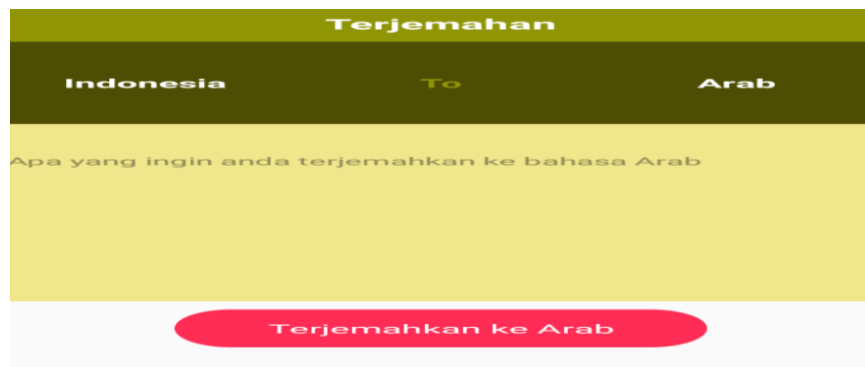 Terjemahan
Indonesia To Arab
Apa yang ingin anda terjemahkan ke bahasa Arab
Terjemahkan ke Arab